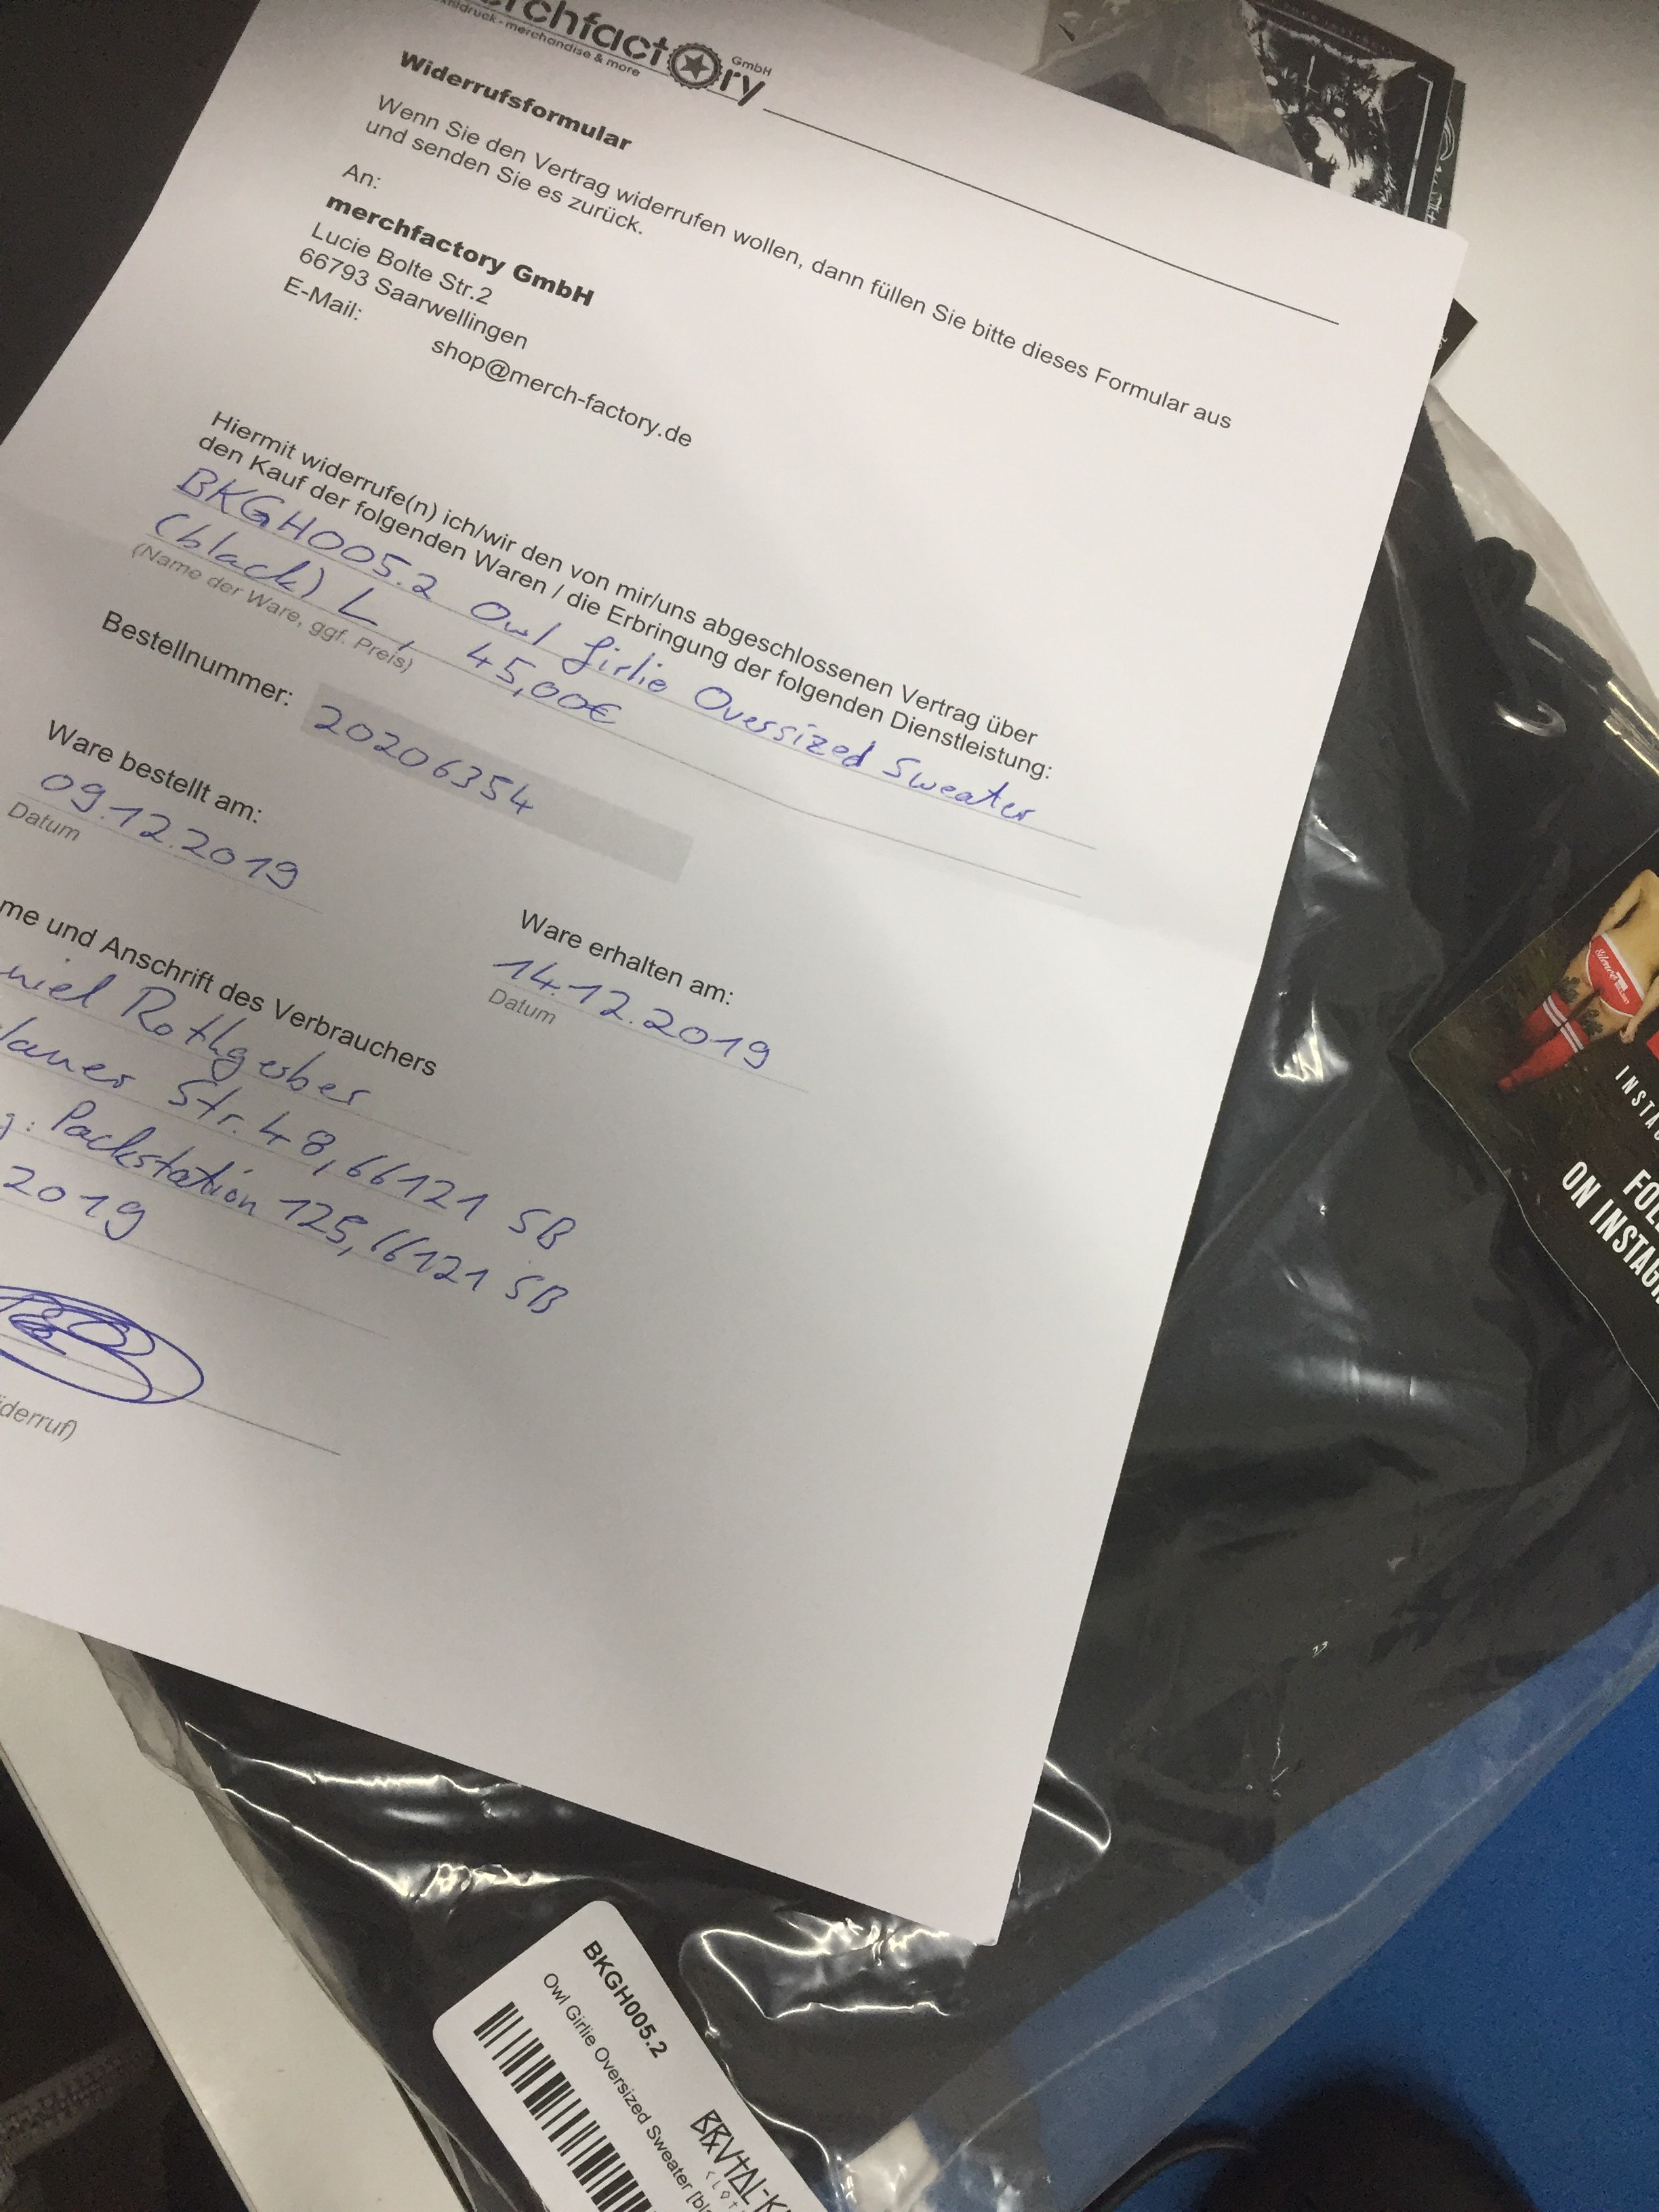 GmbH
- merchandise & more
Widerrufsformular
Wenn Sie den Vertrag widerrufen wollen, dann füllen Sie bitte dieses Formular aus
und senden Sie es zurück.
An:
merchfactory GmbH
Lucie Bolte Str.2
66793 Saarwellingen
E-Mail:
shop@merch-factory.de
Hiermit widerrufe(n) ich/wir den von mir/uns abgeschlossenen Vertrag über
den Kauf der folgenden Waren / die Erbringung der folgenden Dienstleistung:
BKGH005.2 Owl Girlie Oversized Sweater
(black) L, 45,00€
(Name der Ware, ggf. Preis)
Bestellnummer: 20206354
Ware bestellt am:
09.12.2019
Datum
Ware erhalten am:
14.12.2019
Datum
me und Anschrift des Verbrauchers
niel Rothgerber
Str. 48, 66121 SB
Packstation 125, 66121 SB
2019
iderruf)
BKGH005.2
Owl Girlie Oversized Sweater
ON